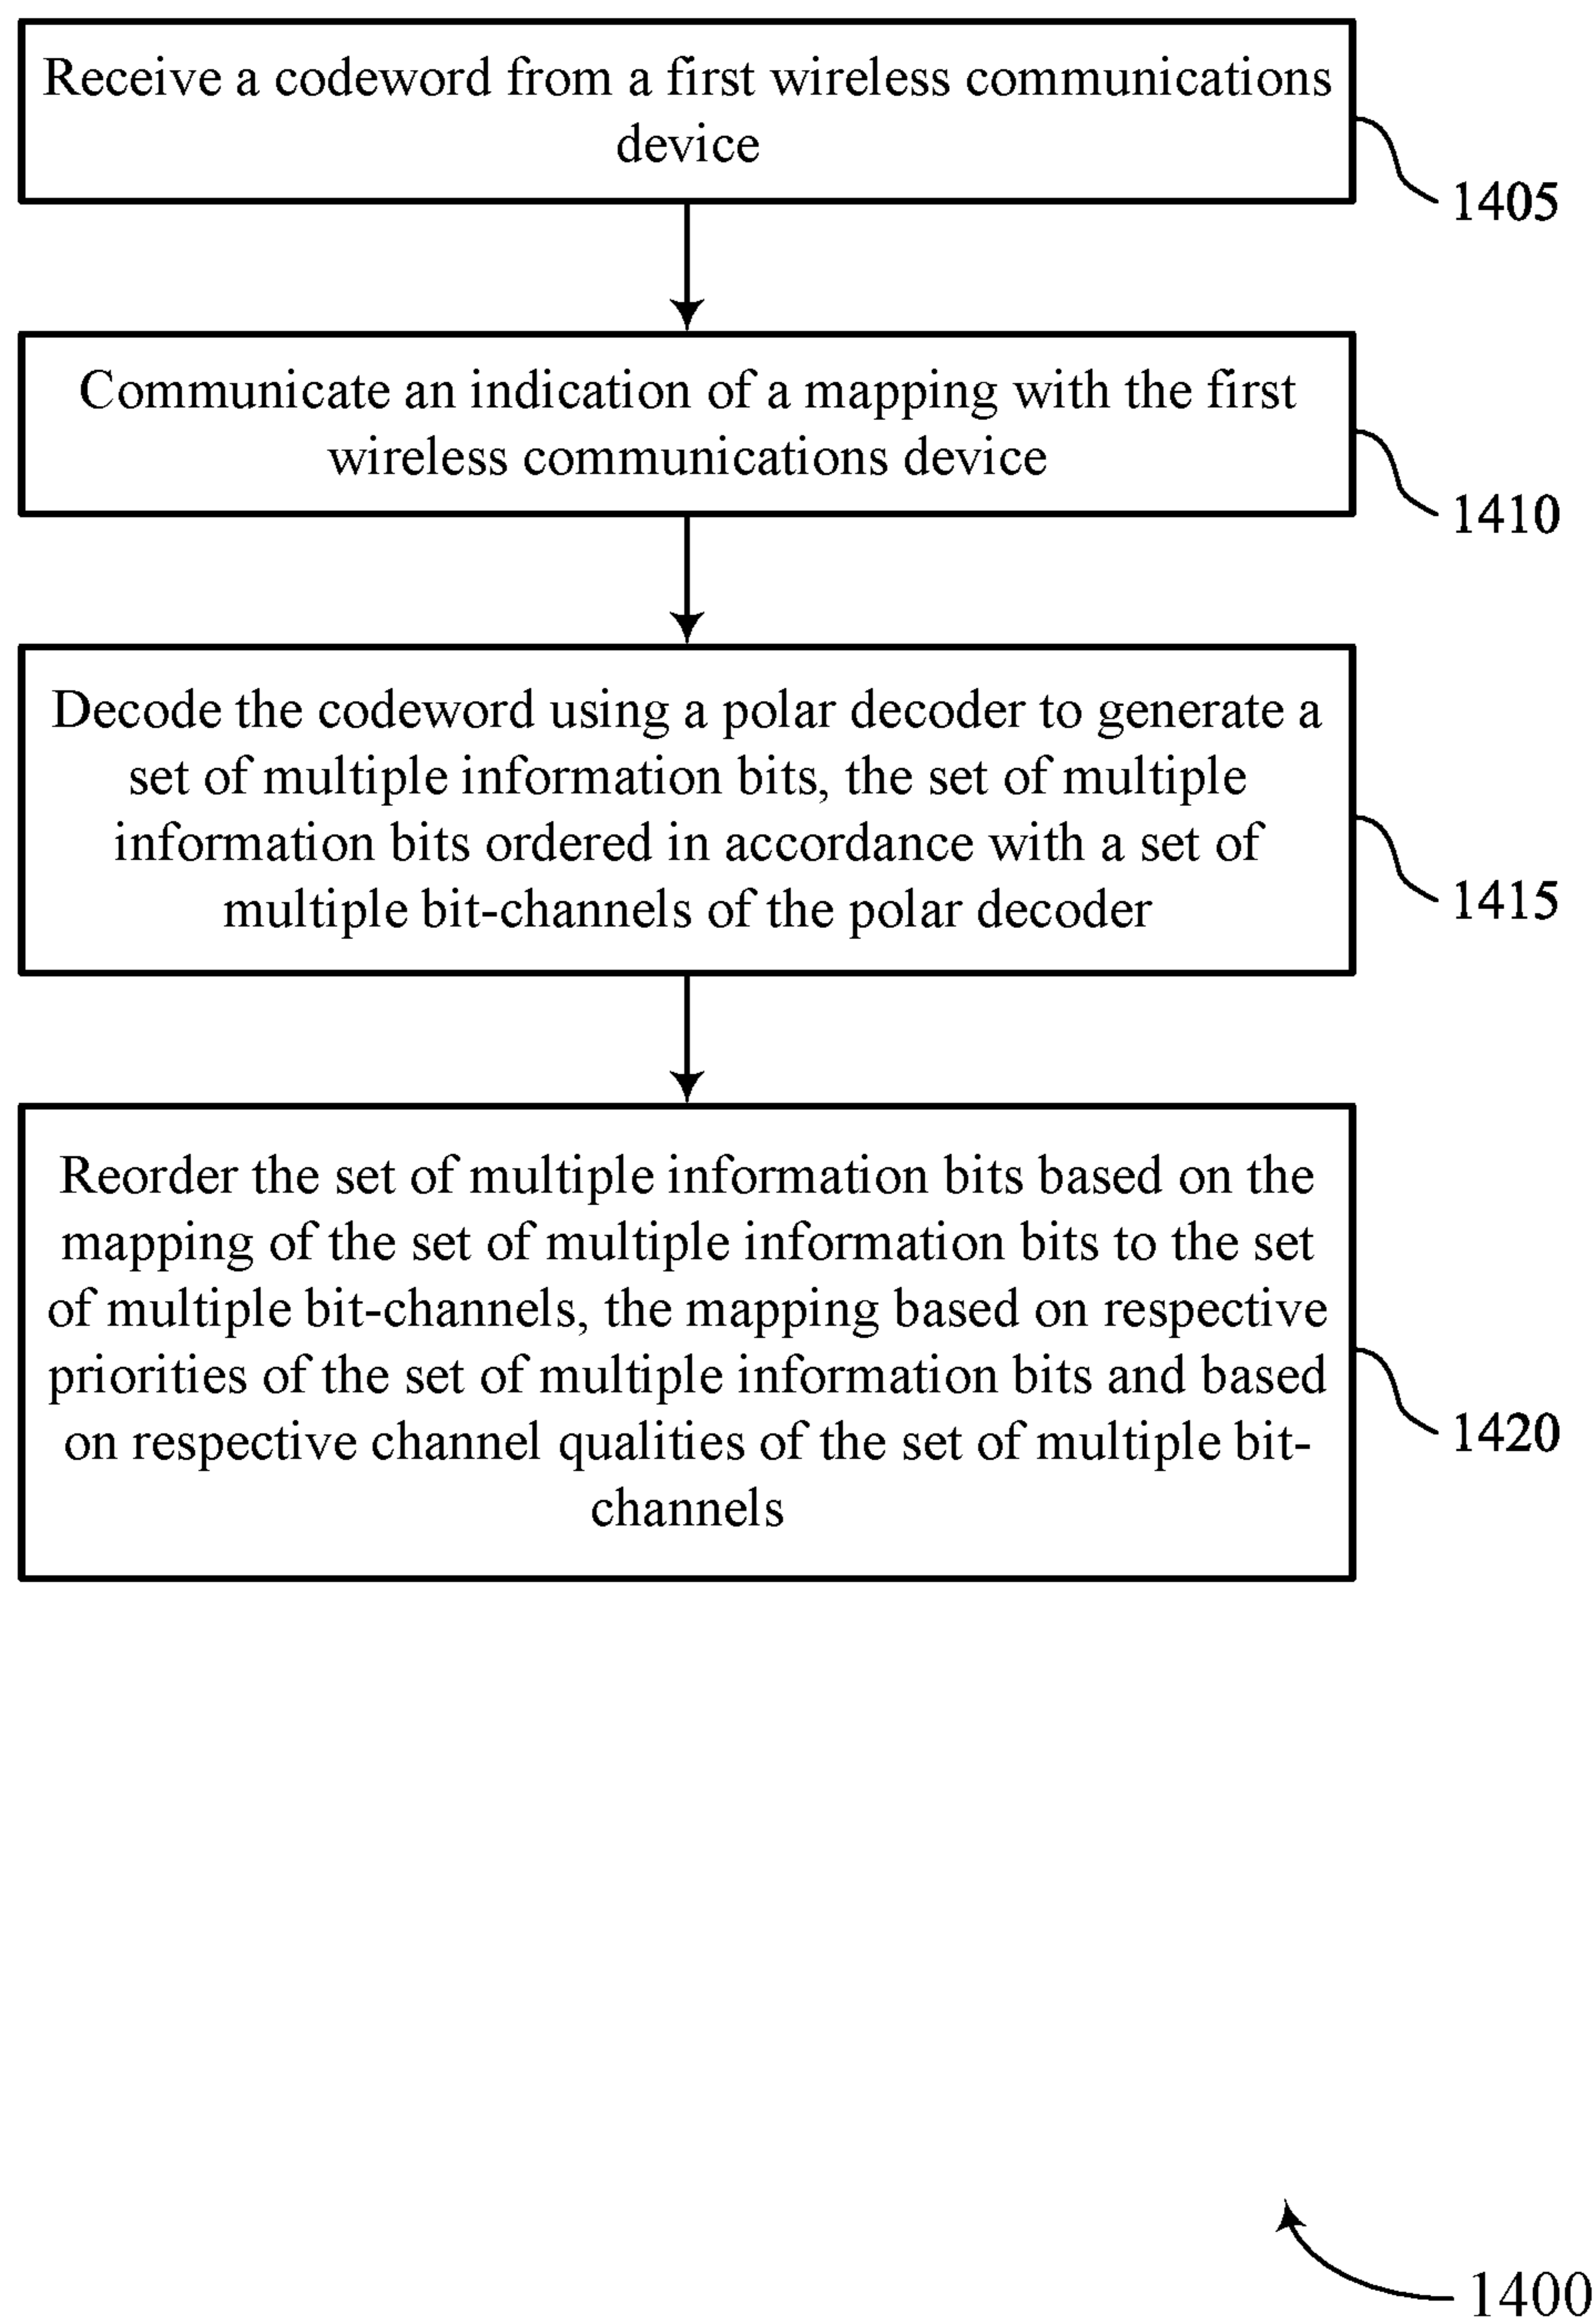 Receive a codeword from a first wireless communications
device
1405
Communicate an indication of a mapping with the first
wireless communications device
1410
Decode the codeword using a polar decoder to generate a
set of multiple information bits, the set of multiple
information bits ordered in accordance with a set of
multiple bit-channels of the polar decoder
1415
Reorder the set of multiple information bits based on the
mapping of the set of multiple information bits to the set
of multiple bit-channels, the mapping based on respective
priorities of the set of multiple information bits and based
on respective channel qualities of the set of multiple bit-
channels
1420
1400